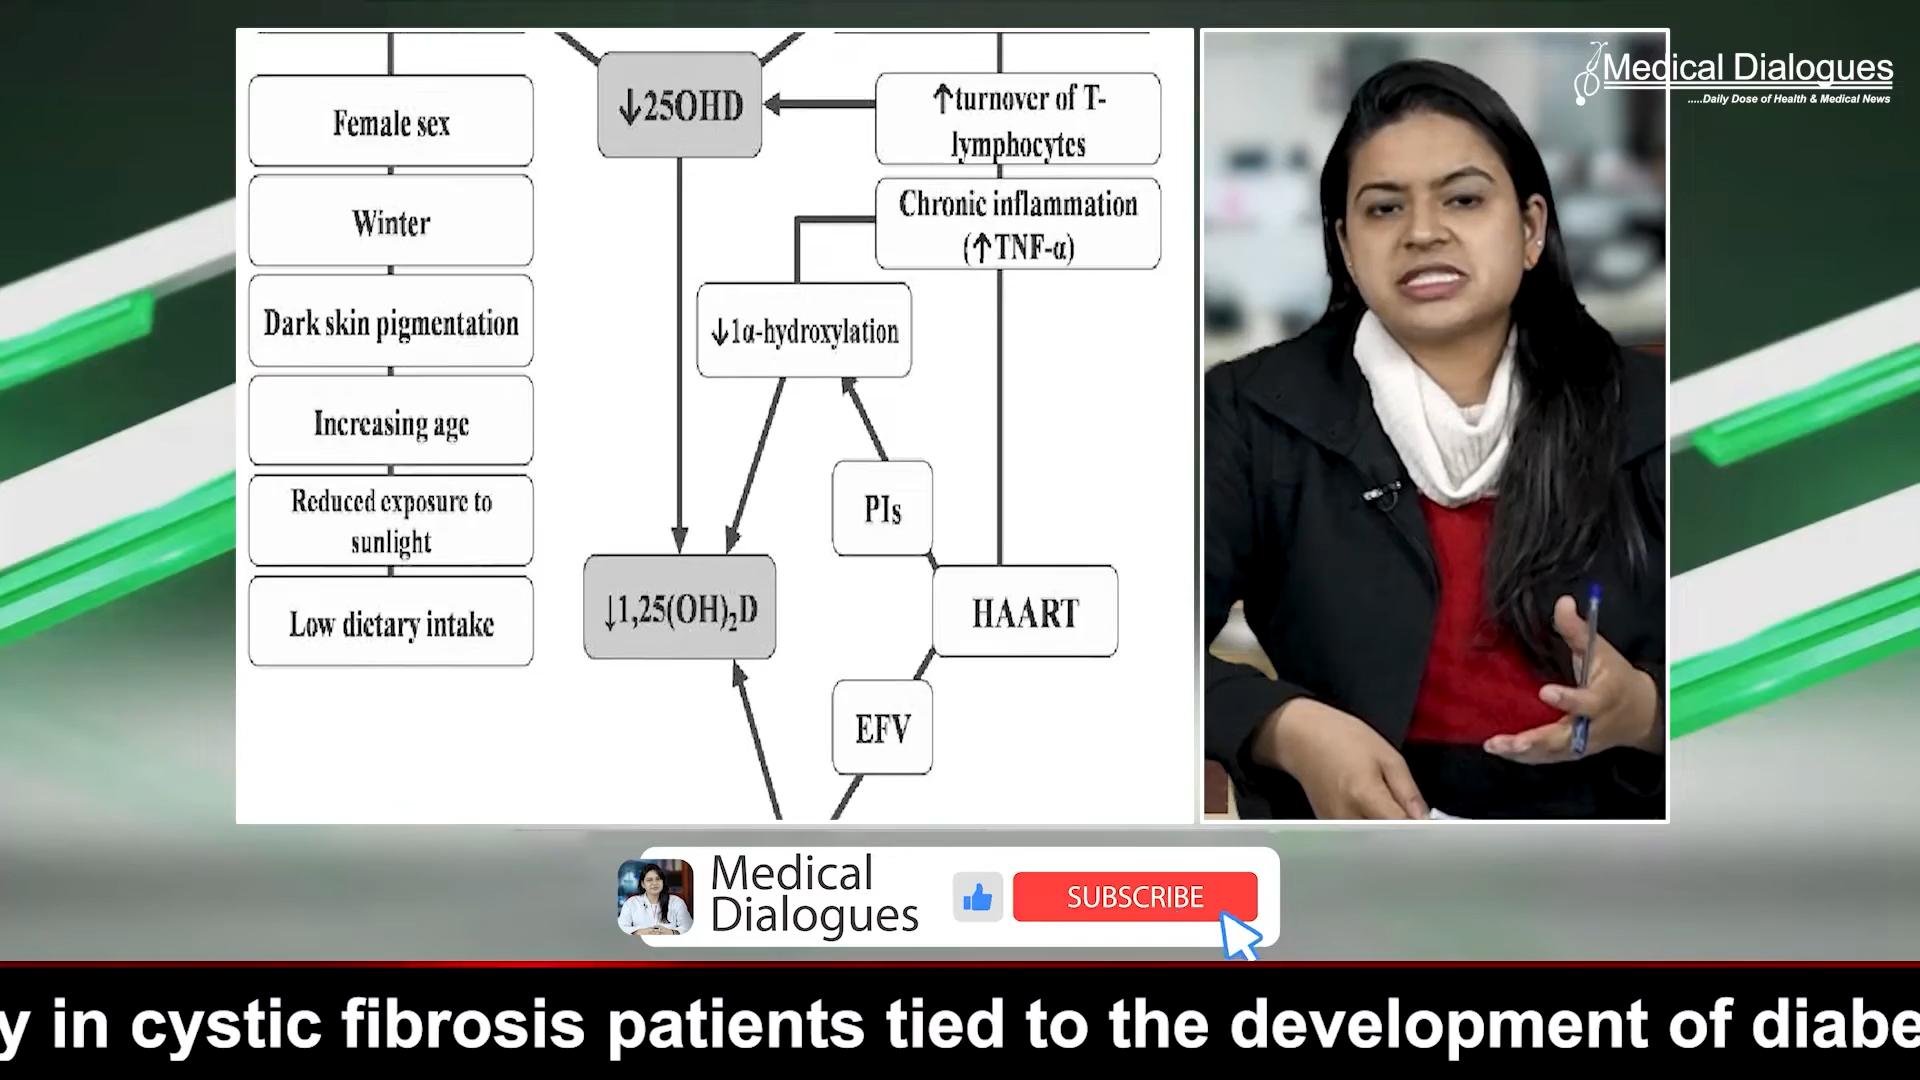 Female sex
Winter
Dark skin pigmentation
Increasing age
Reduced exposure to
sunlight
Low dietary intake
↓25OHD
↑turnover of T-
lymphocytes
Chronic inflammation
(↑TNF-α)
↓1α-hydroxylation
PIs
↓1,25(OH)₂D
HAART
EFV
Medical Dialogues
.....Daily Dose of Health & Medical News
Medical
Dialogues
SUBSCRIBE
y in cystic fibrosis patients tied to the development of diabe